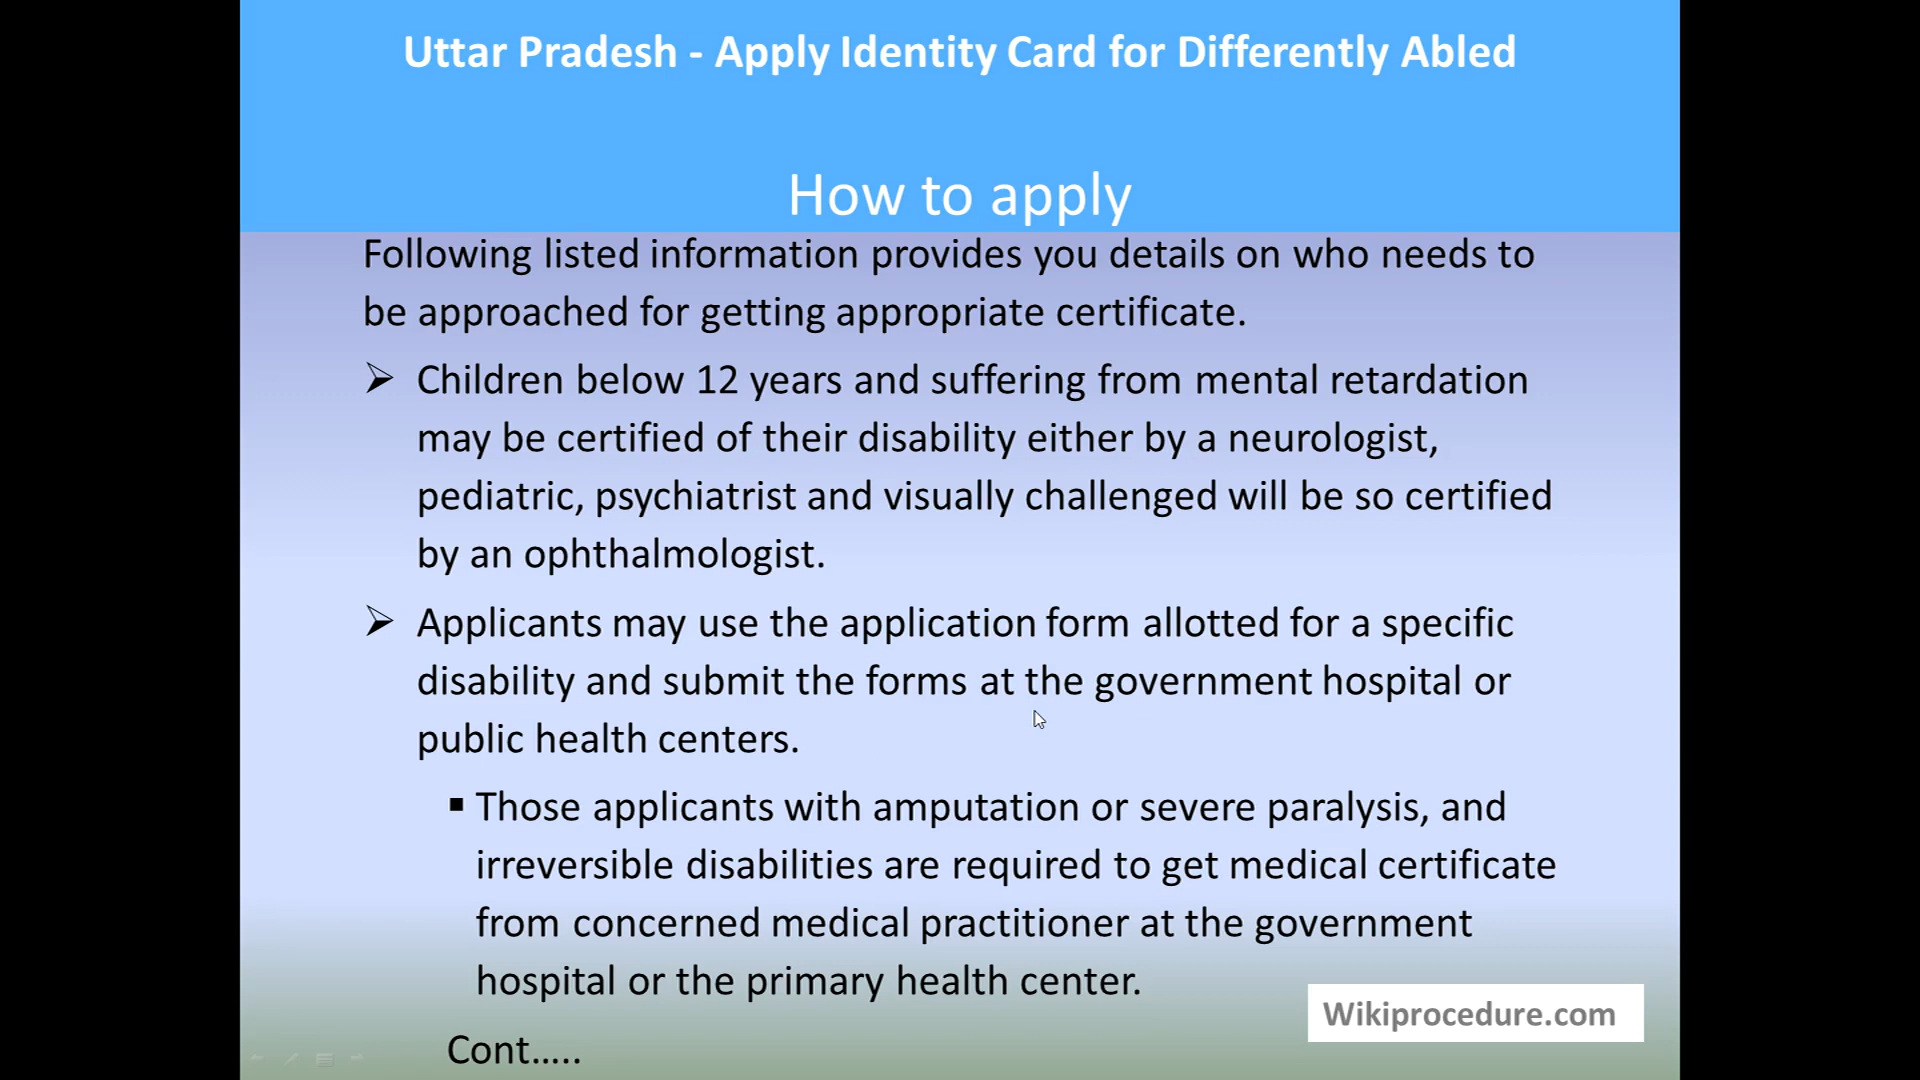 Uttar Pradesh - Apply Identity Card for Differently Abled
How to apply
Following listed information provides you details on who needs to
be approached for getting appropriate certificate.
Children below 12 years and suffering from mental retardation
may be certified of their disability either by a neurologist,
pediatric, psychiatrist and visually challenged will be so certified
by an ophthalmologist.
Applicants may use the application form allotted for a specific
disability and submit the forms at the government hospital or
public health centers.
Those applicants with amputation or severe paralysis, and
irreversible disabilities are required to get medical certificate
from concerned medical practitioner at the government
hospital or the primary health center.
Wikiprocedure.com
Cont.....